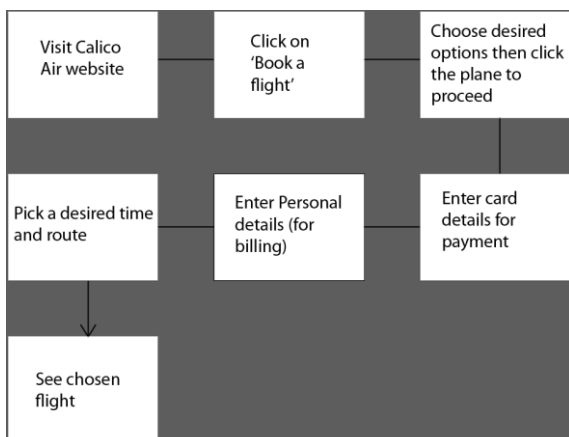 Visit Calico
Air website
Click on
'Book a
flight'
Choose desired
options then click
the plane to
proceed
Pick a desired time
and route
Enter Personal
details (for
billing)
Enter card
details for
payment
See chosen
flight